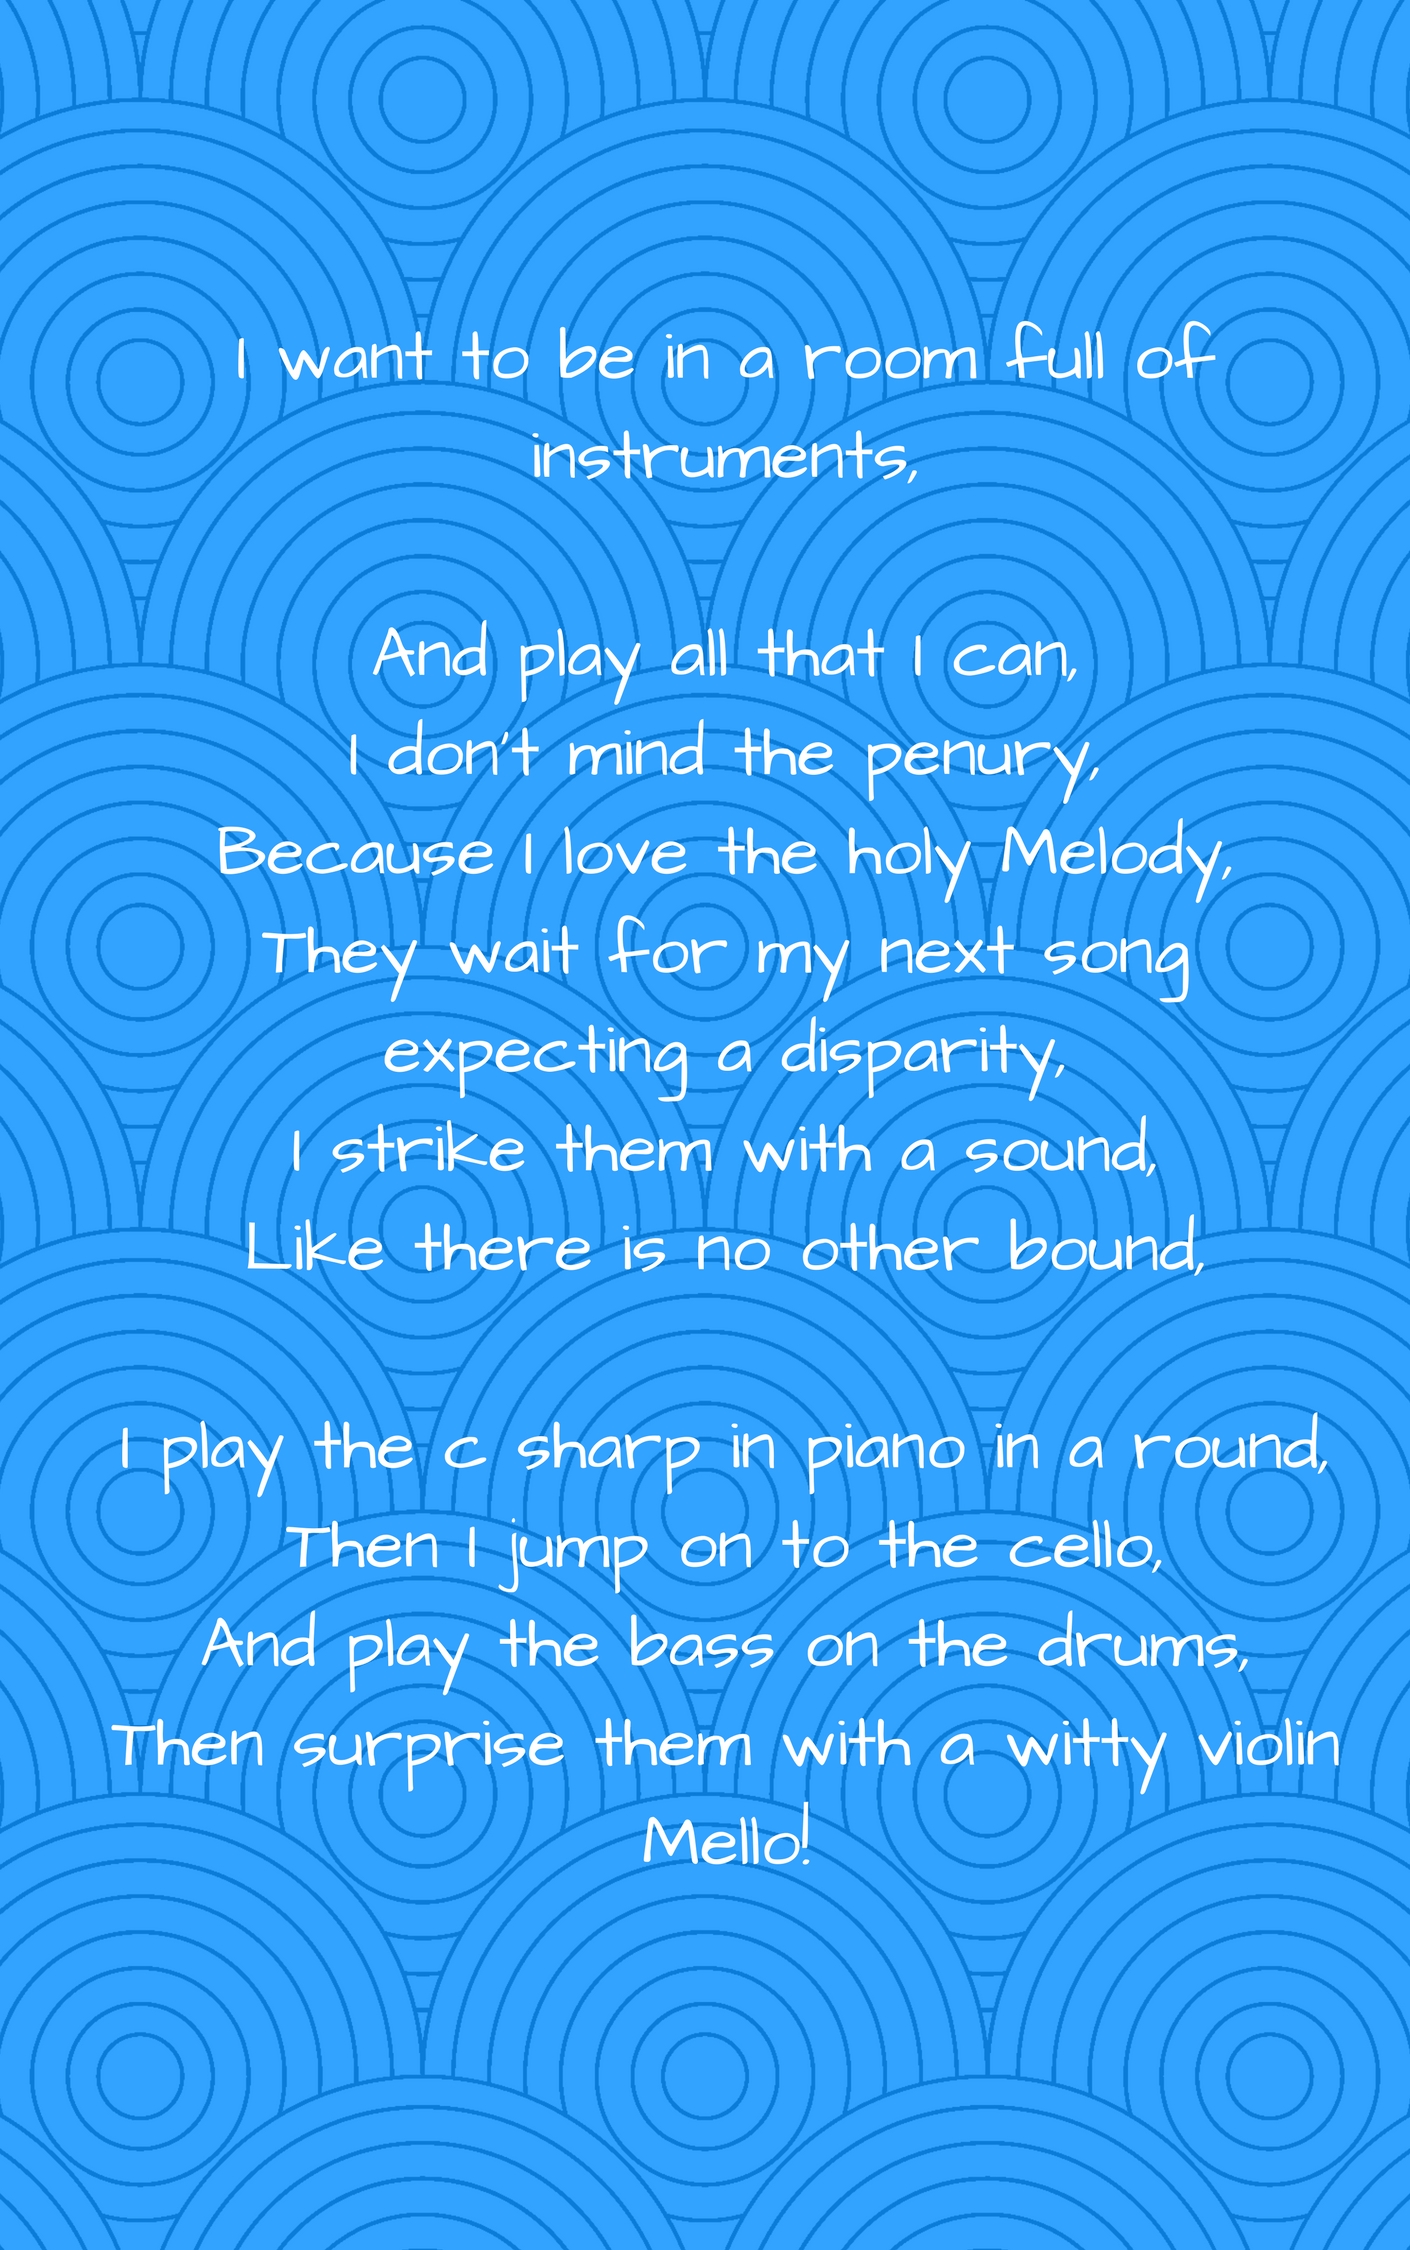 I want to be in a room full of
instruments,
And play all that I can,
I don't mind the penury,
Because I love the holy Melody,
They wait for my next song
expecting a disparity,
I strike them with a sound,
Like there is no other bound,
I play the c sharp in piano in a round,
Then I jump on to the cello,
And play the bass on the drums,
Then surprise them with a witty violin
Mello!